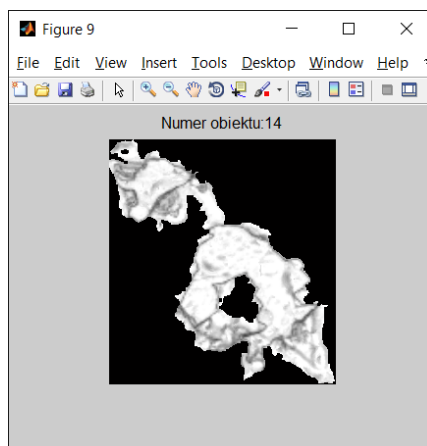 Figure 9
File Edit View Insert Tools Desktop Window Help
Numer obiektu:14